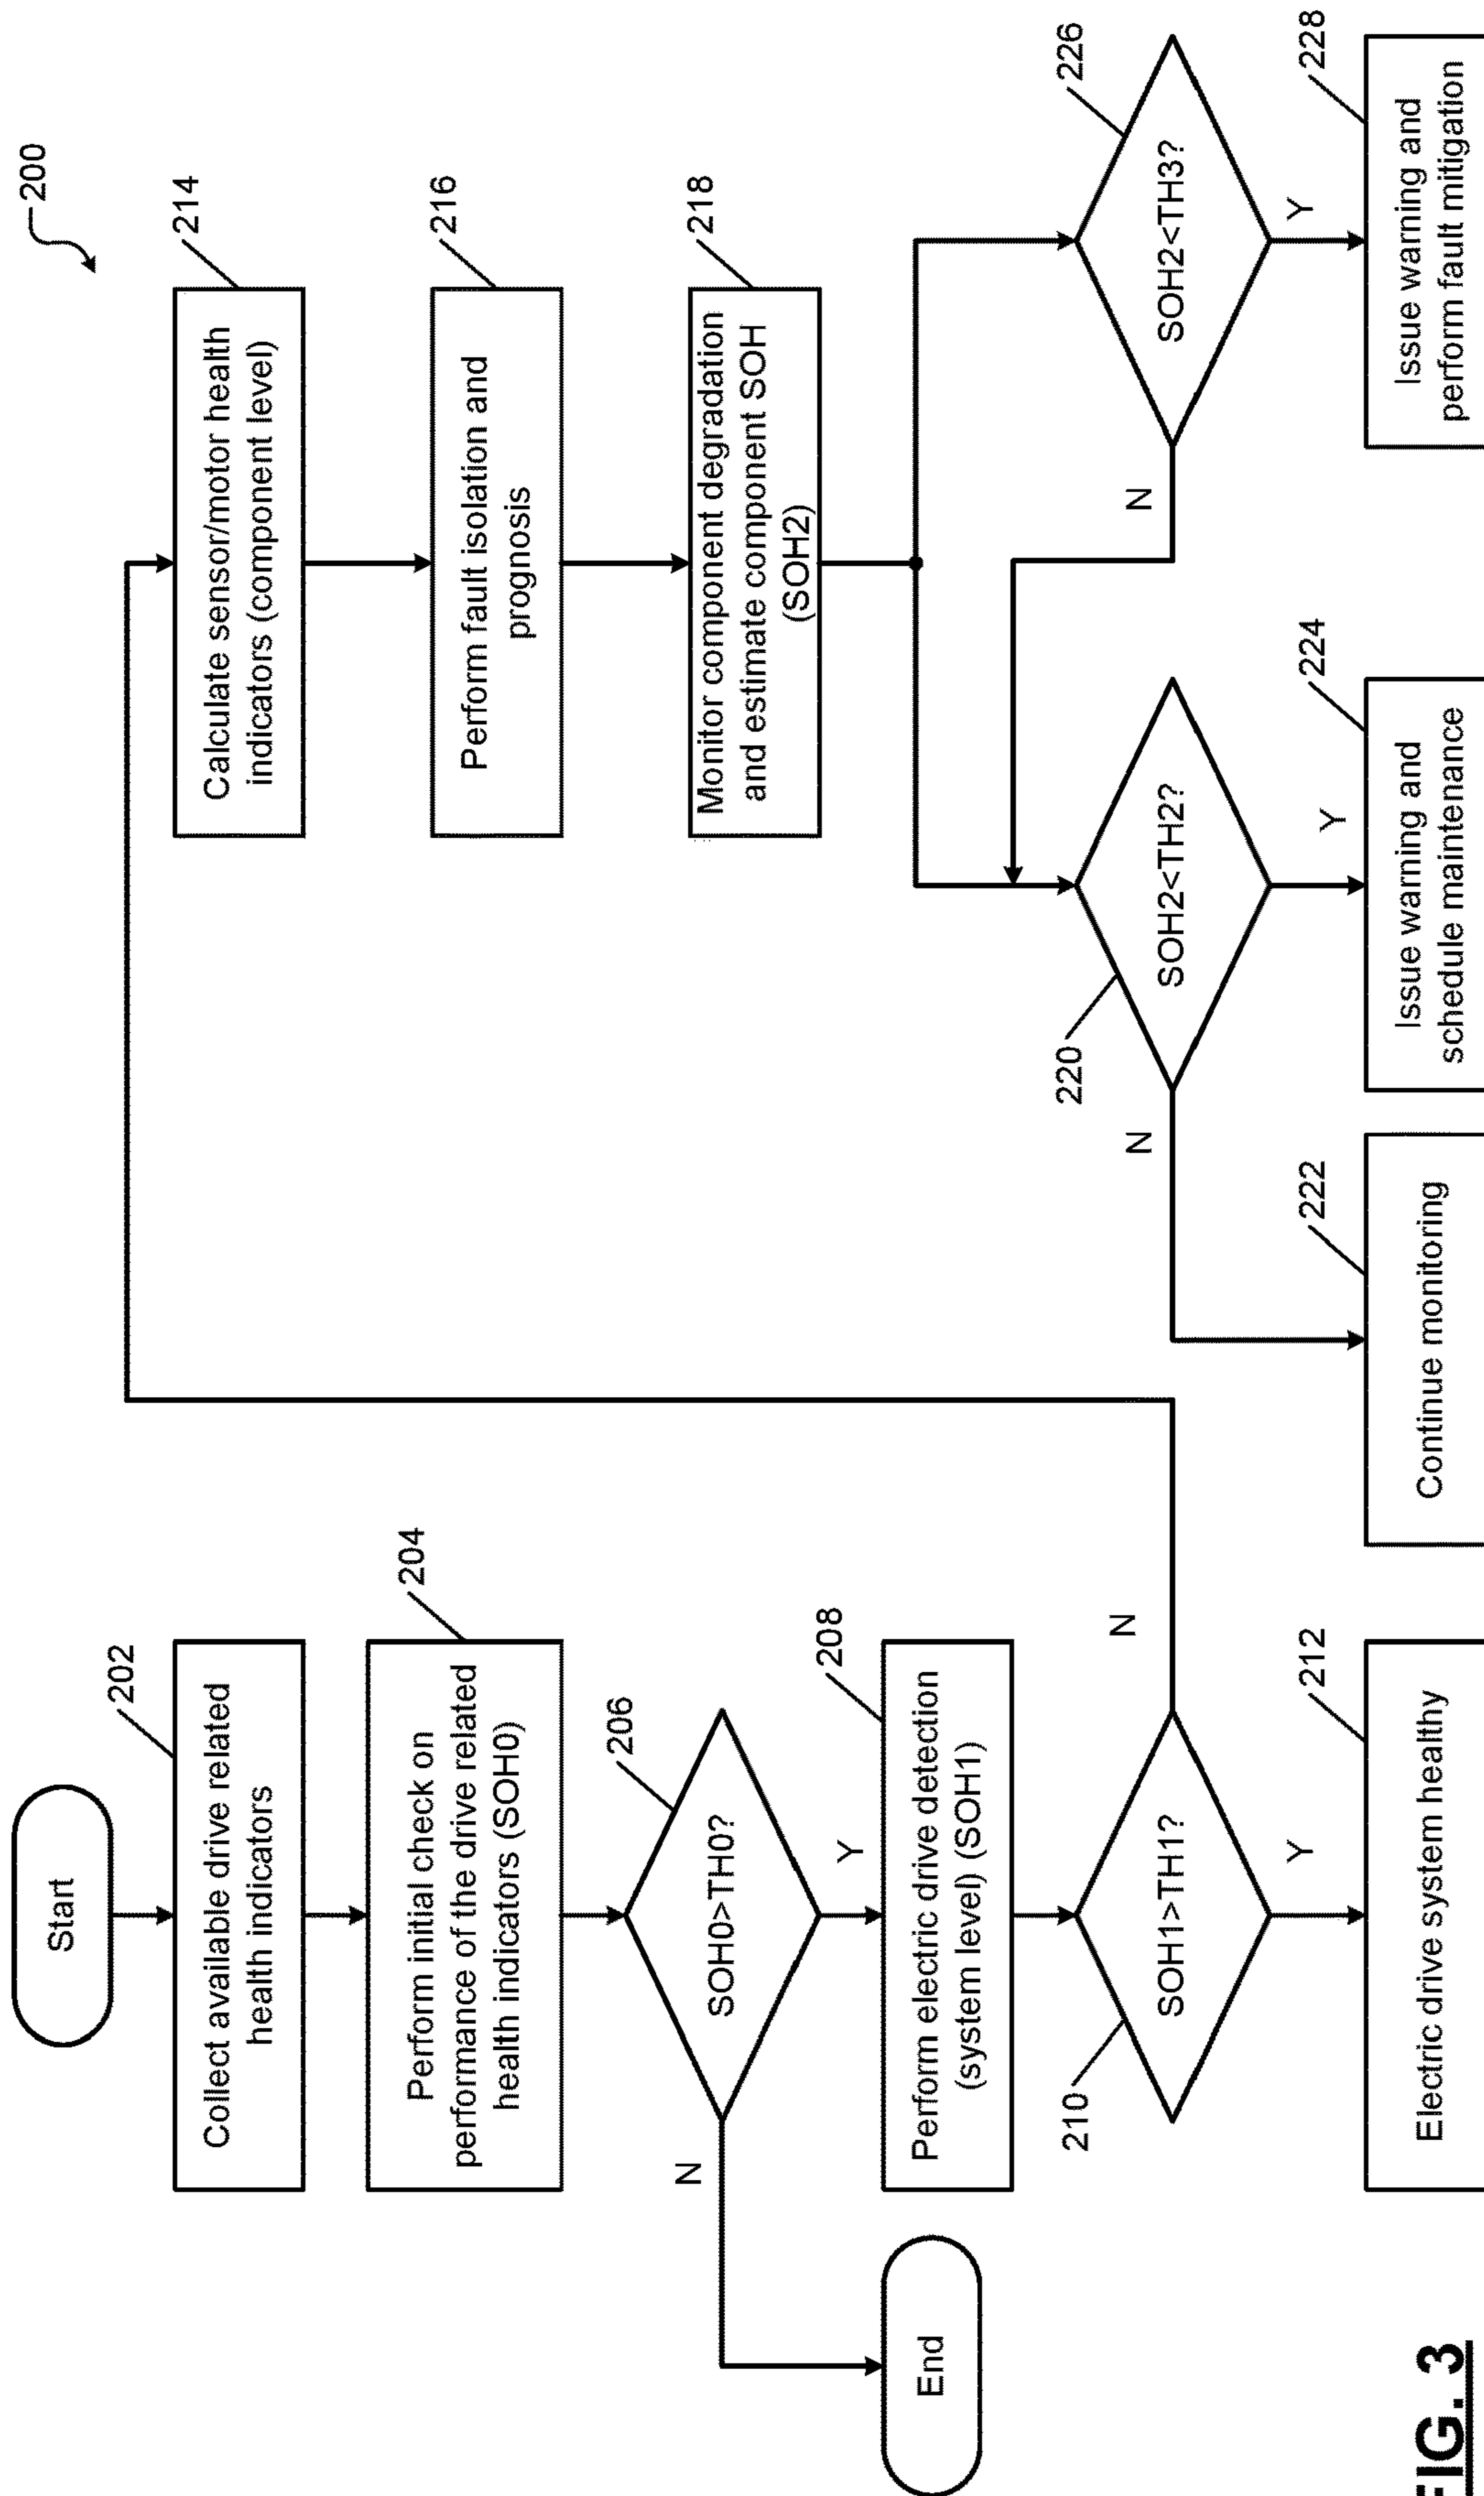 200
Start
202
Collect available drive related
health indicators
204
Perform initial check on
performance of the drive related
health indicators (SOH0)
206
SOH0>TH0?
N
Y
End
208
Perform electric drive detection
(system level) (SOH1)
210
SOH1>TH1?
N
Y
212
Electric drive system healthy
214
Calculate sensor/motor health
indicators (component level)
216
Perform fault isolation and
prognosis
218
Monitor component degradation
and estimate component SOH
(SOH2)
220
SOH2<TH2?
N
Y
222
Continue monitoring
224
Issue warning and
schedule maintenance
226
SOH2<TH3?
N
Y
228
Issue warning and
perform fault mitigation
FIG. 3